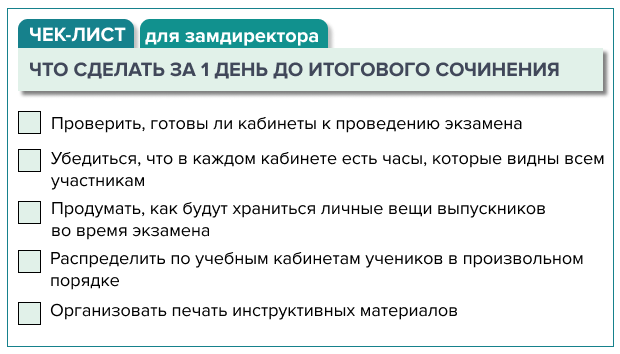 ЧЕК-ЛИСТ для замдиректора
ЧТО СДЕЛАТЬ ЗА 1 ДЕНЬ ДО ИТОГОВОГО СОЧИНЕНИЯ
Проверить, готовы ли кабинеты к проведению экзамена
Убедиться, что в каждом кабинете есть часы, которые видны всем
участникам
Продумать, как будут храниться личные вещи выпускников
во время экзамена
Распределить по учебным кабинетам учеников в произвольном
порядке
Организовать печать инструктивных материалов